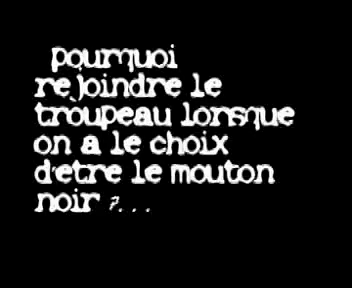 pourquoi
rejoindre le
troupeau lorsque
on a le choix
d'etre le mouton
noir ?...